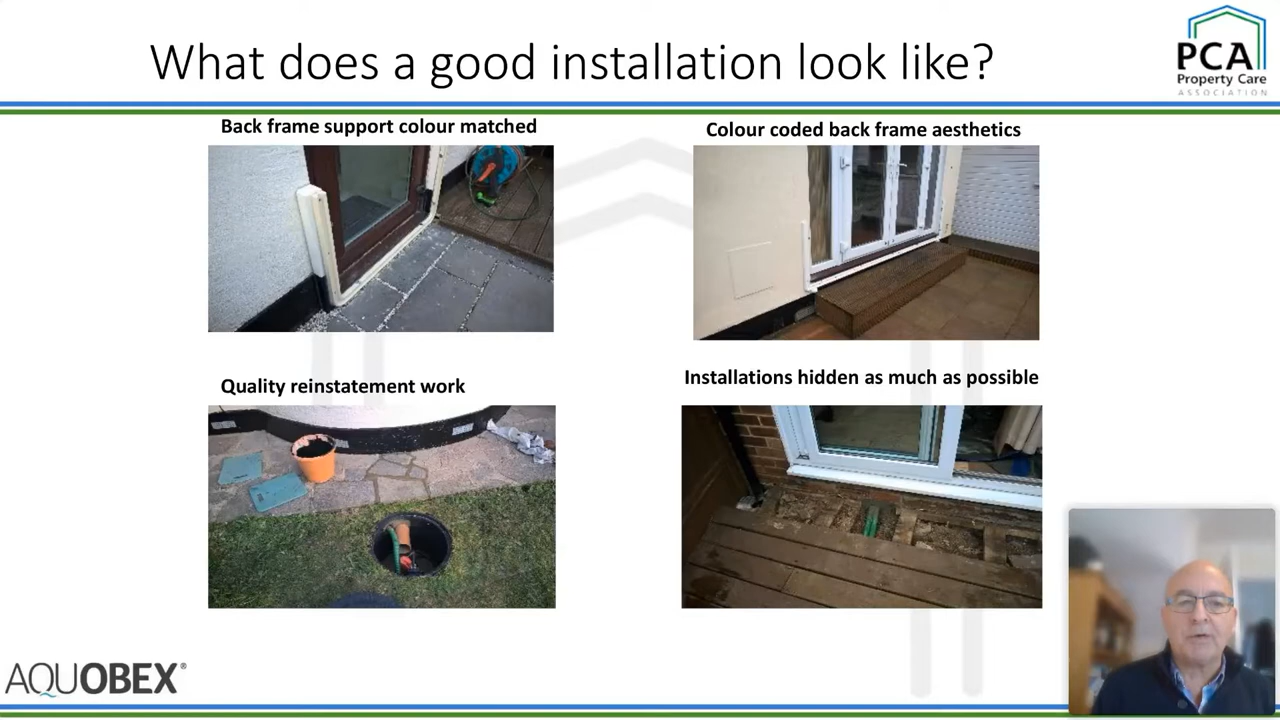 What does a good installation look like?
PCA
Property Care
ASSOCIATION
Back frame support colour matched
Colour coded back frame aesthetics
Quality reinstatement work
Installations hidden as much as possible
AQUOBEX®